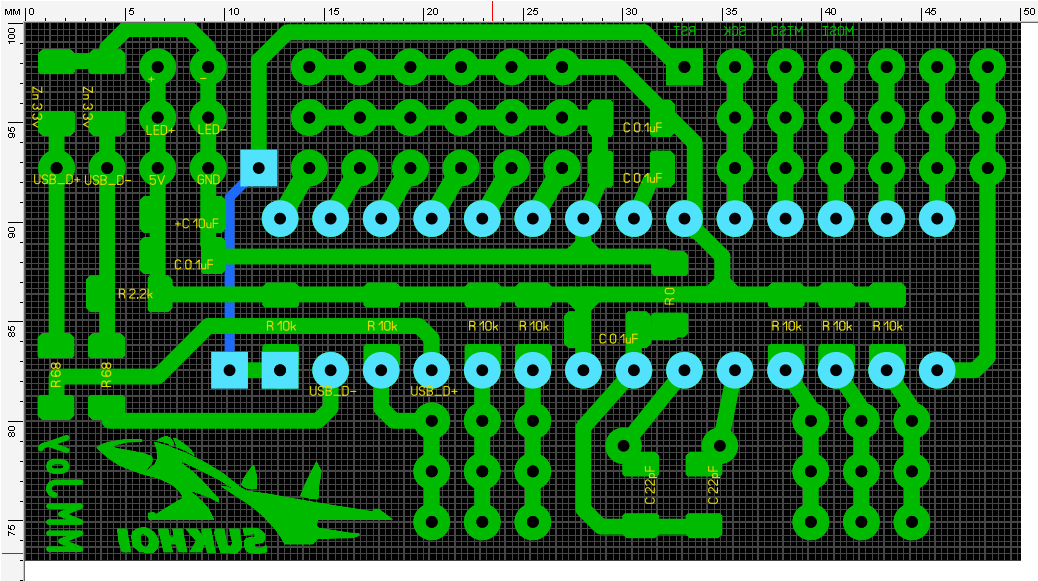 мм 0 5 10 15 20 25 30 35 40 45 50
100
95
90
85
80
75
RST SCK MISO MOSI
Zn 3.3v
Zn 3.3v
+ −
LED+ LED-
USB_D+ USB_D- 5V GND
C 0.1uF
C 0.1uF
+C 10uF
C 0.1uF
R 2.2k
R 0
R 10k R 10k R 10k R 10k
C 0.1uF
R 10k R 10k R 10k
R 68
R 68
USB_D- USB_D+
C 22pF
C 22pF
YOLMIM
SUKHOI